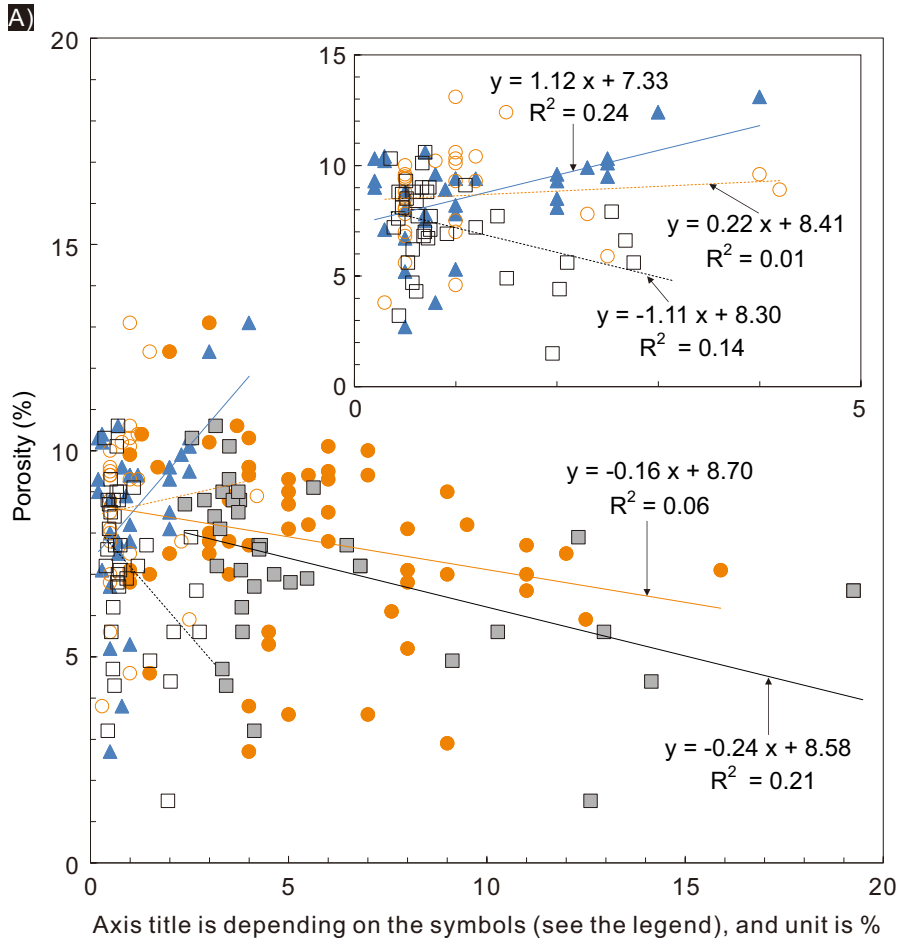 A)
20
15
10
5
0
Porosity (%)
15
10
5
0
0
5
y = 1.12 x + 7.33
R² = 0.24
y = 0.22 x + 8.41
R² = 0.01
y = -1.11 x + 8.30
R² = 0.14
y = -0.16 x + 8.70
R² = 0.06
y = -0.24 x + 8.58
R² = 0.21
0
5
10
15
20
Axis title is depending on the symbols (see the legend), and unit is %